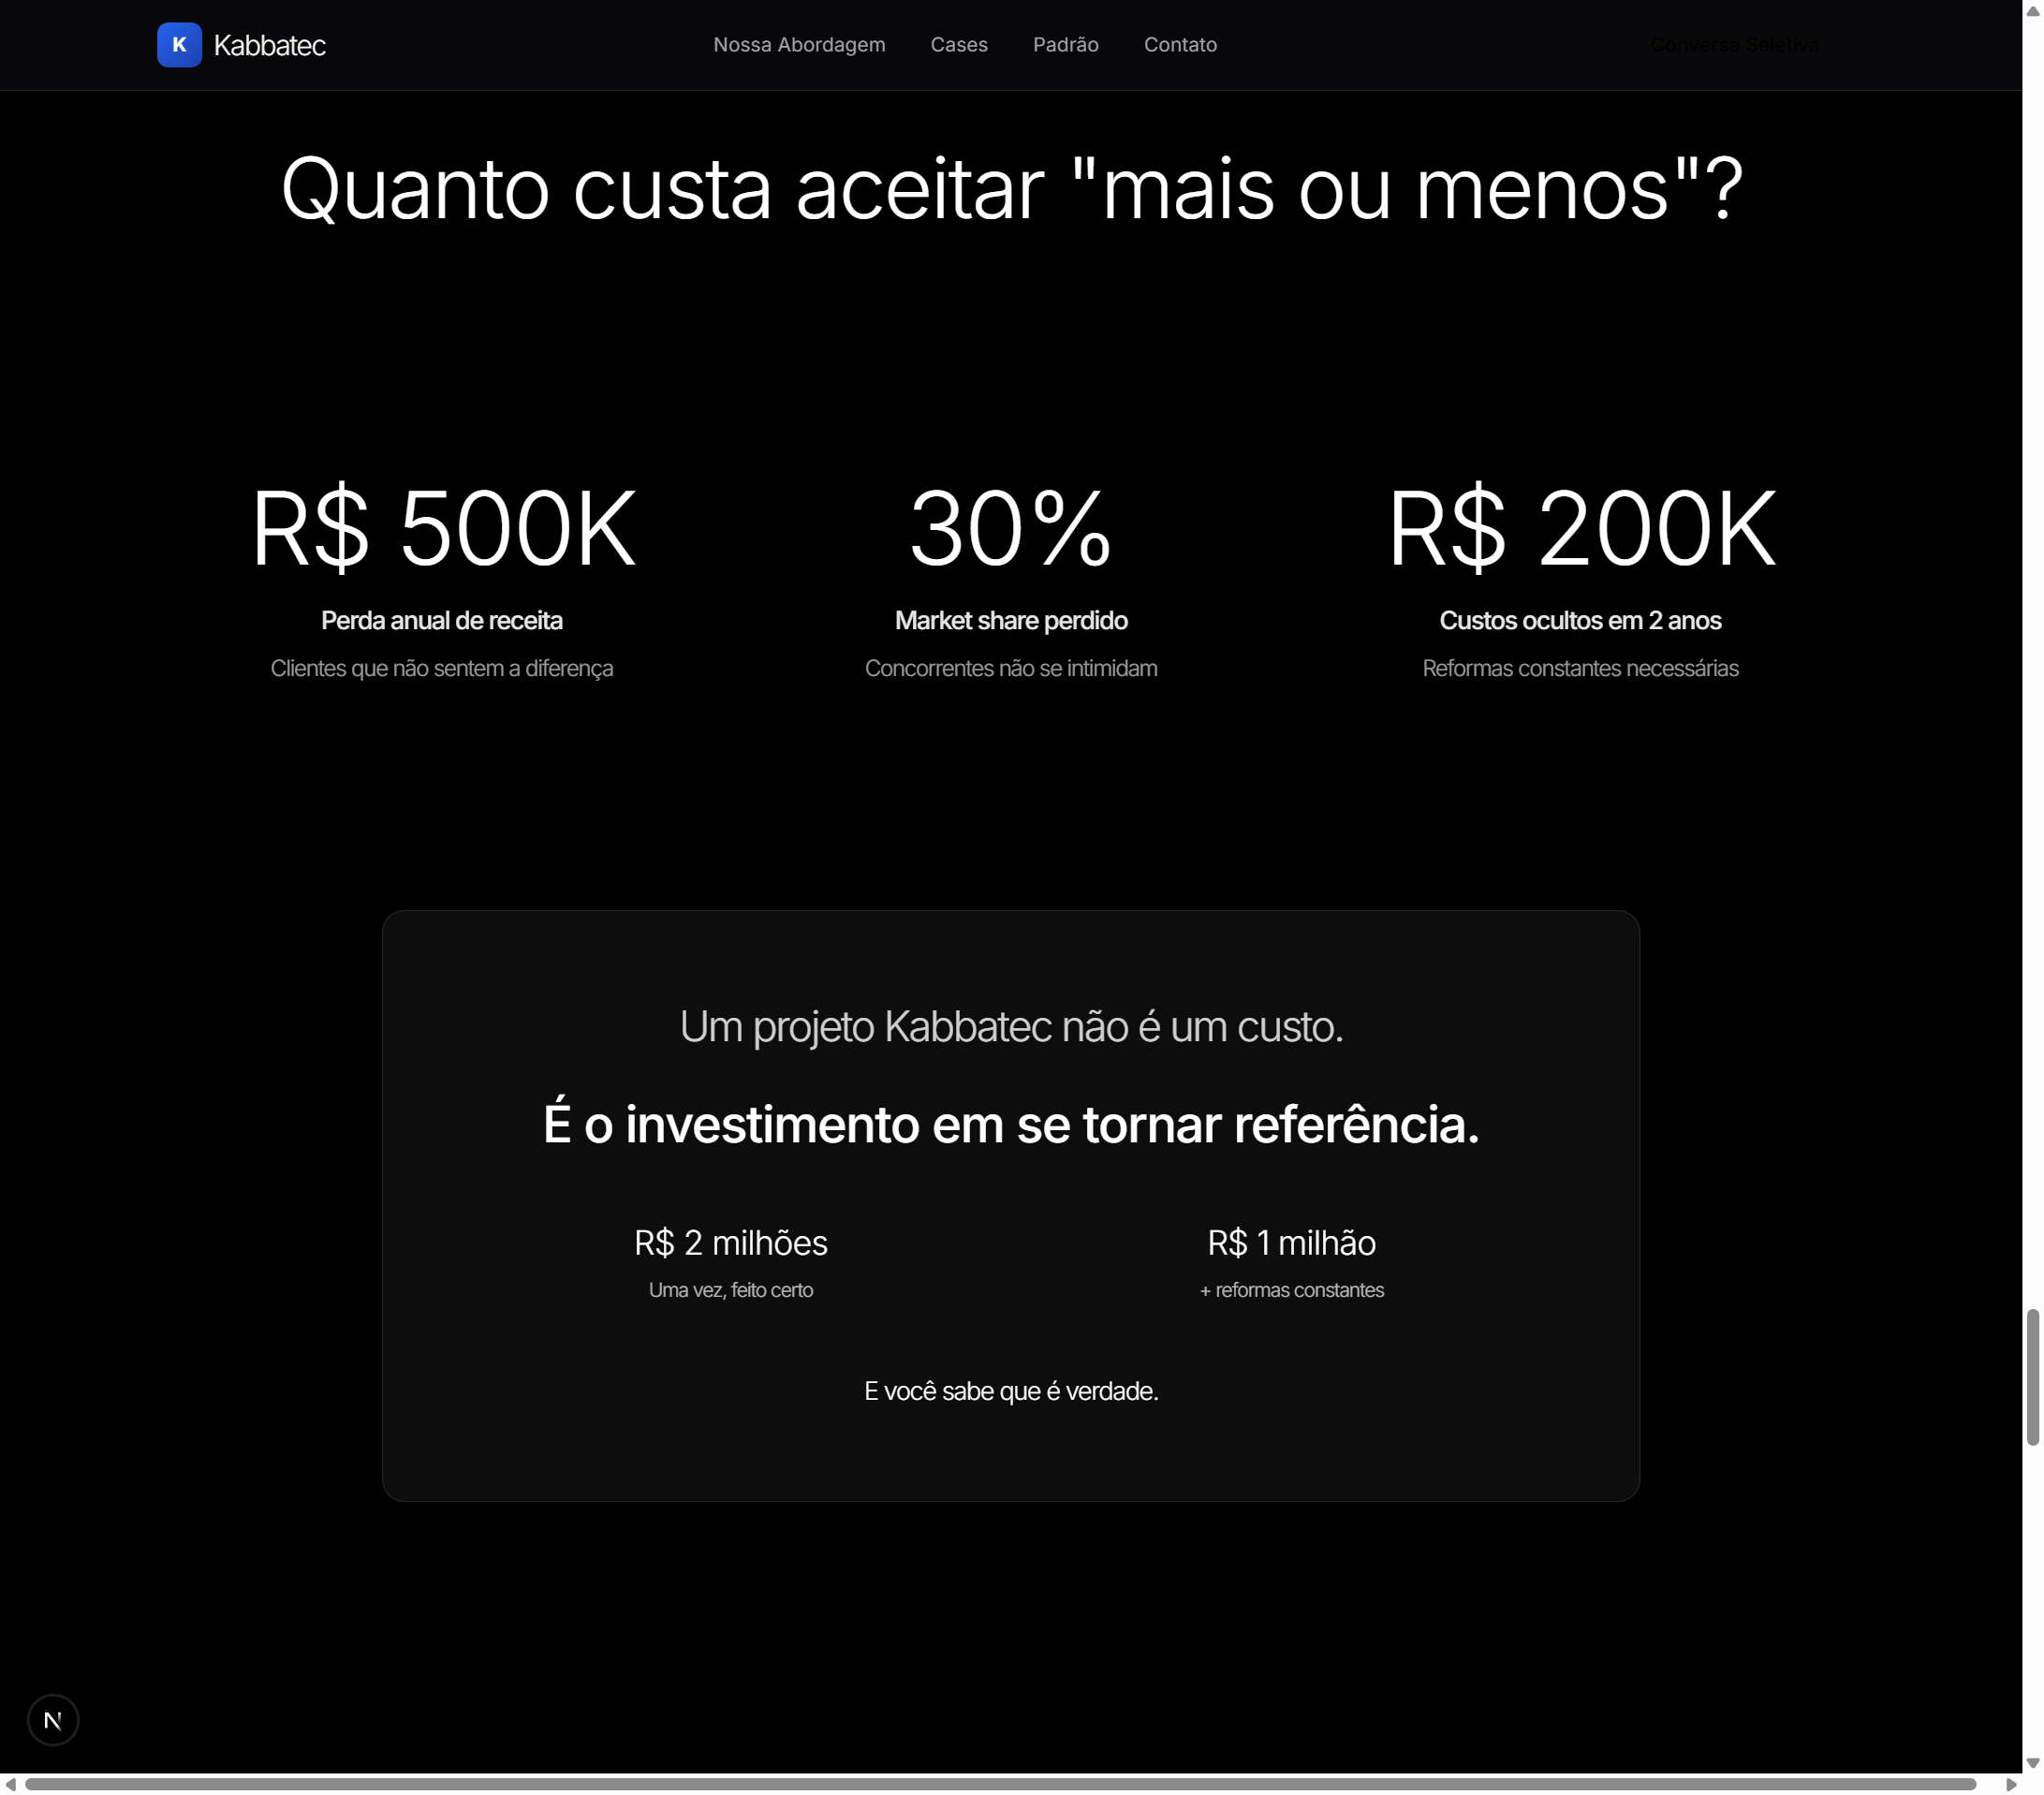 K Kabbatec
Nossa Abordagem Cases Padrão Contato
Conversa Seletiva
Quanto custa aceitar "mais ou menos"?
R$ 500K
Perda anual de receita
Clientes que não sentem a diferença
30%
Market share perdido
Concorrentes não se intimidam
R$ 200K
Custos ocultos em 2 anos
Reformas constantes necessárias
Um projeto Kabbatec não é um custo.
É o investimento em se tornar referência.
R$ 2 milhões
Uma vez, feito certo
R$ 1 milhão
+ reformas constantes
E você sabe que é verdade.
N